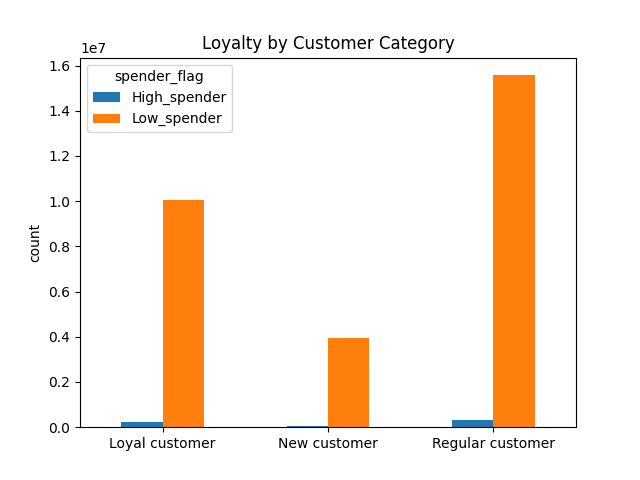 Loyalty by Customer Category
1e7
spender_flag
High_spender
Low_spender
1.6
1.4
1.2
1.0
0.8
0.6
0.4
0.2
0.0
count
Loyal customer
New customer
Regular customer